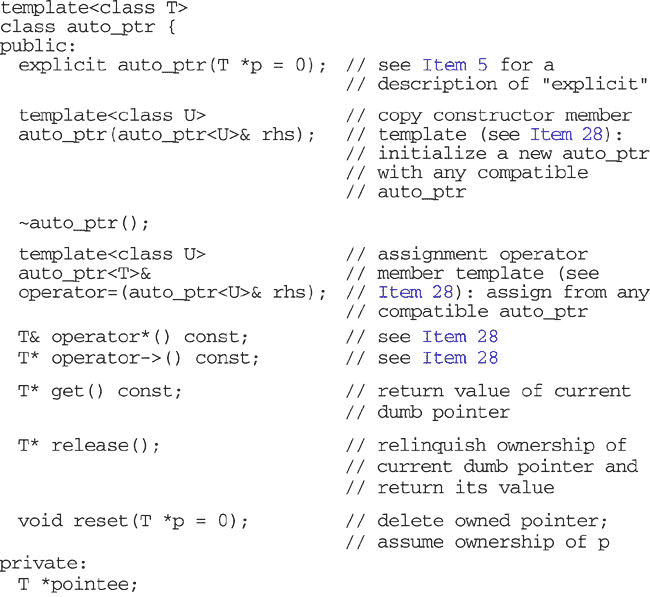 template<class T>
class auto_ptr {
public:
  explicit auto_ptr(T *p = 0);  // see Item 5 for a
                                // description of "explicit"
  template<class U>             // copy constructor member
  auto_ptr(auto_ptr<U>& rhs);   // template (see Item 28):
                                // initialize a new auto_ptr
                                // with any compatible
                                // auto_ptr
  ~auto_ptr();
  template<class U>             // assignment operator
  auto_ptr<T>&                  // member template (see
  operator=(auto_ptr<U>& rhs);  // Item 28): assign from any
                                // compatible auto_ptr
  T& operator*() const;         // see Item 28
  T* operator->() const;        // see Item 28
  T* get() const;               // return value of current
                                // dumb pointer
  T* release();                 // relinquish ownership of
                                // current dumb pointer and
                                // return its value
  void reset(T *p = 0);         // delete owned pointer;
                                // assume ownership of p
private:
  T *pointee;